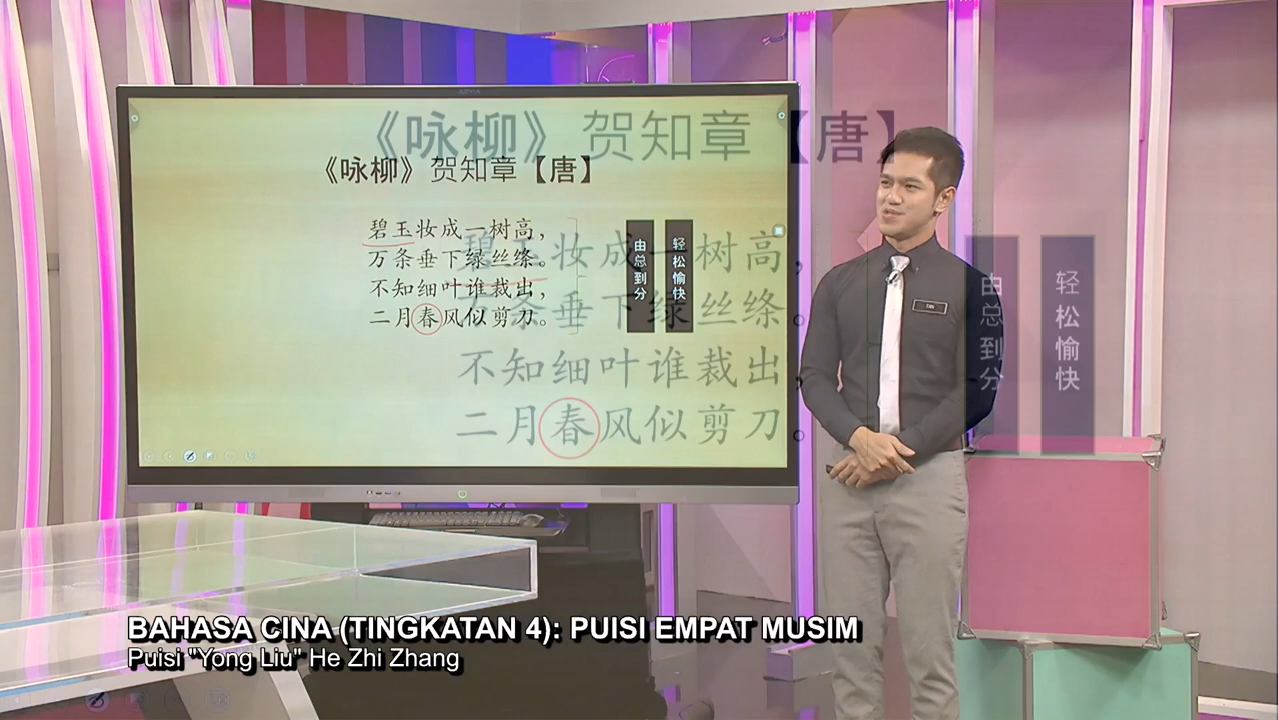 《咏柳》贺知章【唐】
碧玉妆成一树高，
万条垂下绿丝绦。
不知细叶谁裁出，
二月春风似剪刀。
由总到分
轻松愉快
《咏柳》贺知章【唐】
碧玉妆成一树高，
万条垂下绿丝绦。
不知细叶谁裁出，
二月春风似剪刀。
由总到分
轻松愉快
TAN
BAHASA CINA (TINGKATAN 4): PUISI EMPAT MUSIM
Puisi "Yong Liu" He Zhi Zhang